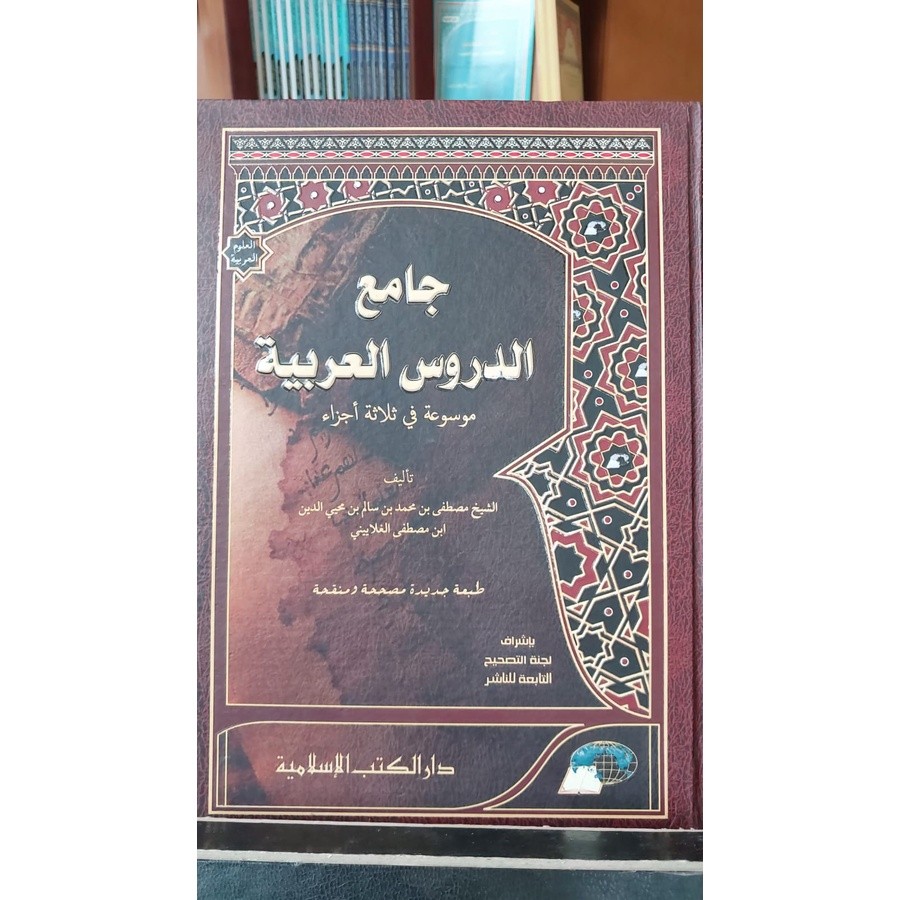 العلوم
العربية
جامع
الدروس العربية
موسوعة في ثلاثة أجزاء
تأليف
الشيخ مصطفى بن محمد بن سالم بن محيي الدين
ابن مصطفى الغلاييني
طبعة جديدة مصححة ومنقحة
بإشراف
لجنة التصحيح
التابعة للناشر
دار الكتب الإسلامية